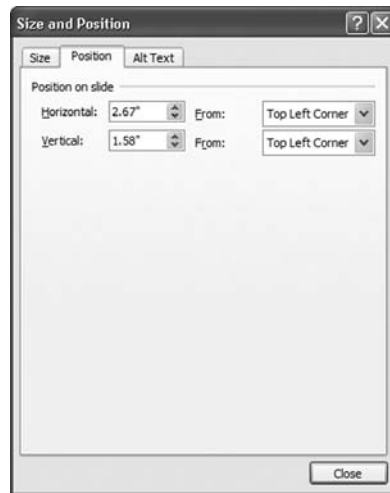 Size and Position
Size Position Alt Text
Position on slide
Horizontal: 2.67" From: Top Left Corner
Vertical: 1.58" From: Top Left Corner
Close